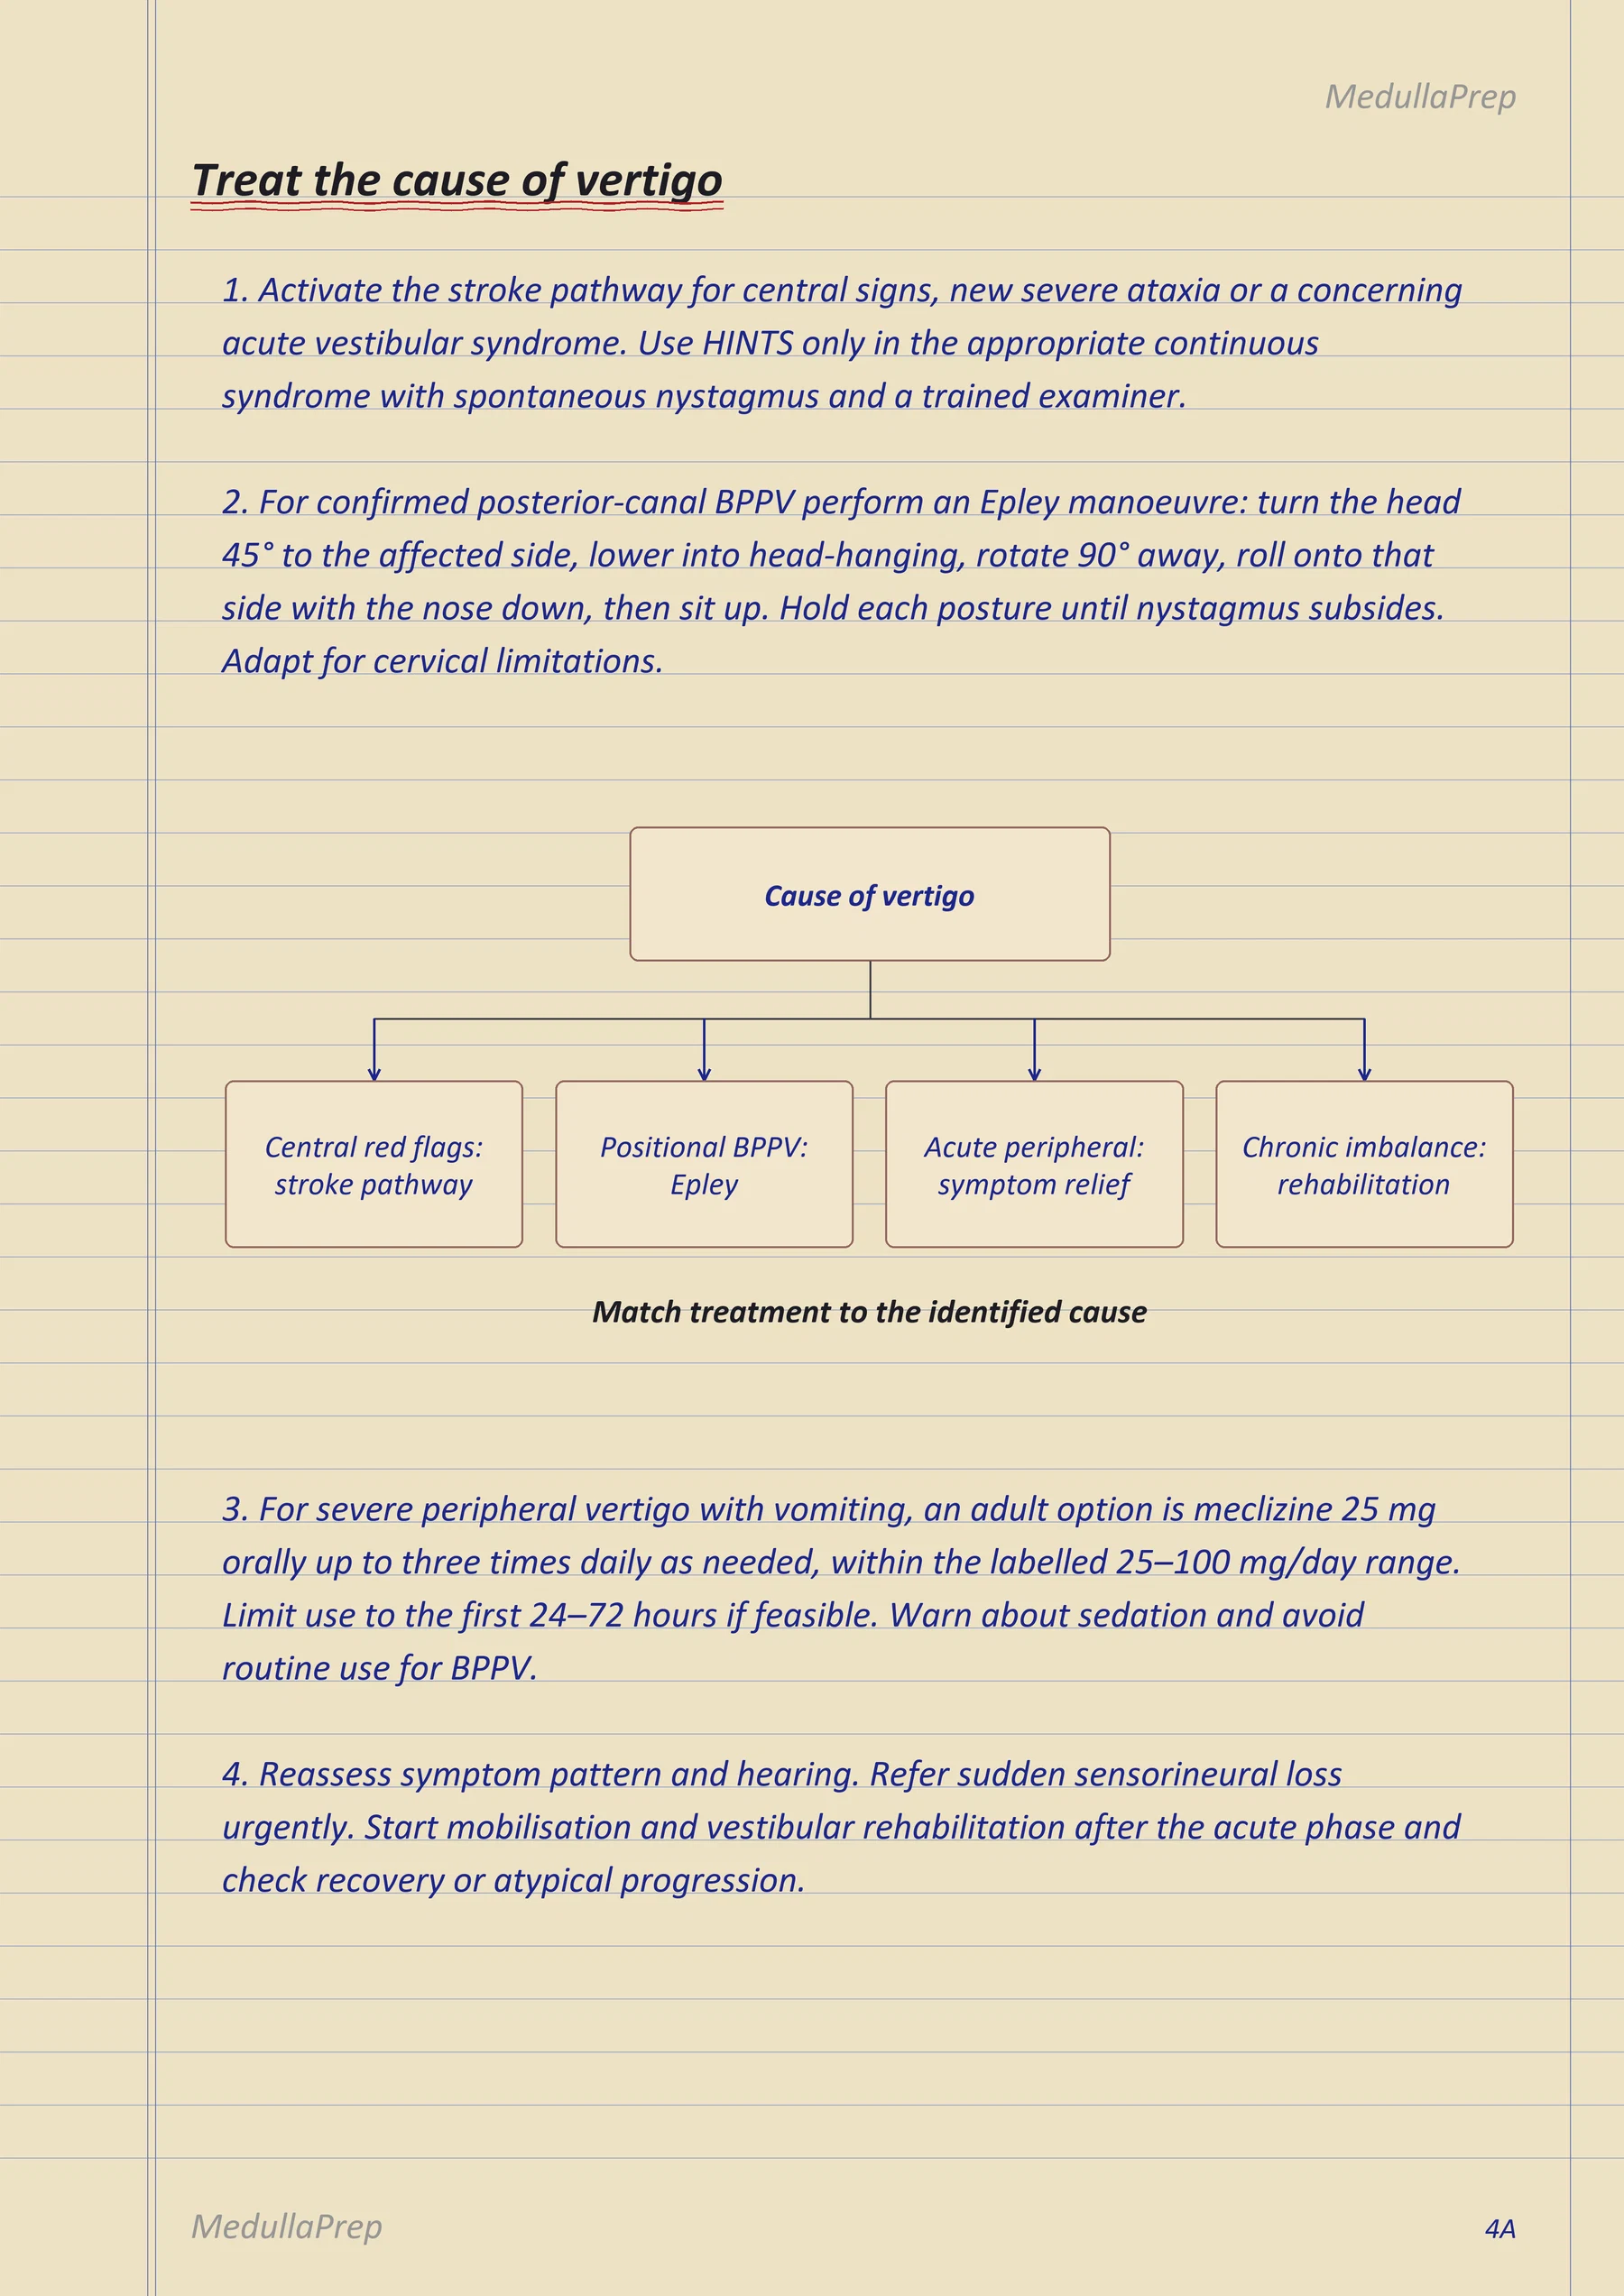 MedullaPrep
Treat the cause of vertigo
1. Activate the stroke pathway for central signs, new severe ataxia or a concerning
acute vestibular syndrome. Use HINTS only in the appropriate continuous
syndrome with spontaneous nystagmus and a trained examiner.
2. For confirmed posterior-canal BPPV perform an Epley manoeuvre: turn the head
45° to the affected side, lower into head-hanging, rotate 90° away, roll onto that
side with the nose down, then sit up. Hold each posture until nystagmus subsides.
Adapt for cervical limitations.
Cause of vertigo
Central red flags:
stroke pathway
Positional BPPV:
Epley
Acute peripheral:
symptom relief
Chronic imbalance:
rehabilitation
Match treatment to the identified cause
3. For severe peripheral vertigo with vomiting, an adult option is meclizine 25 mg
orally up to three times daily as needed, within the labelled 25–100 mg/day range.
Limit use to the first 24–72 hours if feasible. Warn about sedation and avoid
routine use for BPPV.
4. Reassess symptom pattern and hearing. Refer sudden sensorineural loss
urgently. Start mobilisation and vestibular rehabilitation after the acute phase and
check recovery or atypical progression.
MedullaPrep
4A